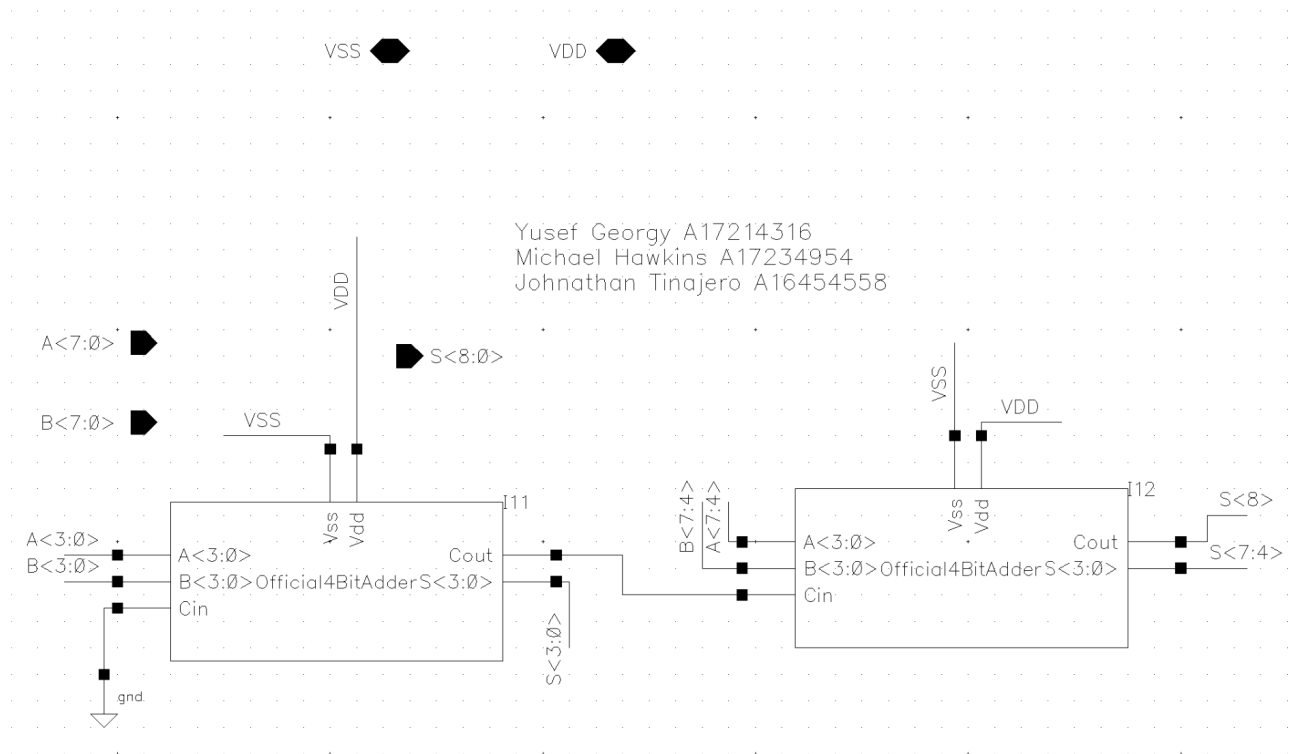 VSS
VDD
Yusef Georgy A17214316
Michael Hawkins A17234954
Johnathan Tinajero A16454558
VDD
A<7:0>
S<8:0>
B<7:0>
VSS
VSS
VDD
I11
Vss
Vdd
A<3:0>
B<3:0>
A<3:0>
B<3:0>
Cin
Official4BitAdder
Cout
S<3:0>
S<3:0>
gnd
B<7:4>
A<7:4>
I12
Vss
Vdd
A<3:0>
B<3:0>
Cin
Official4BitAdder
Cout
S<3:0>
S<8>
S<7:4>